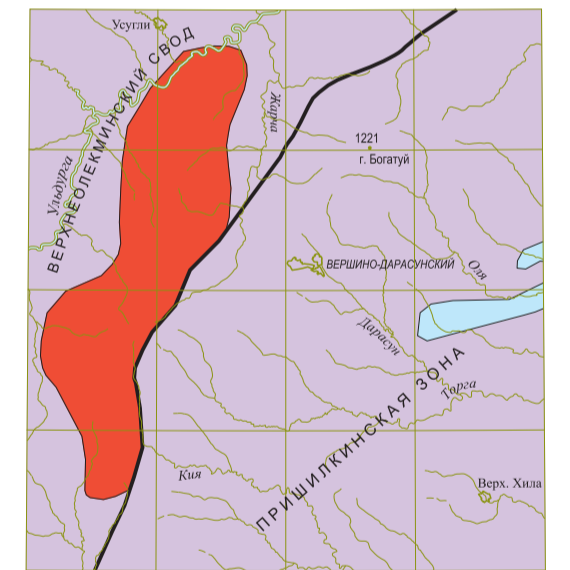 Усугли
ВЕРХНЕОЛЕКМИНСКИЙ СВОД
Жарча
1221
г. Богатуй
Ульдурга
ВЕРШИНО-ДАРАСУНСКИЙ
Оля
Дарасун
Торга
ПРИШИЛКИНСКАЯ ЗОНА
Кия
Верх. Хила